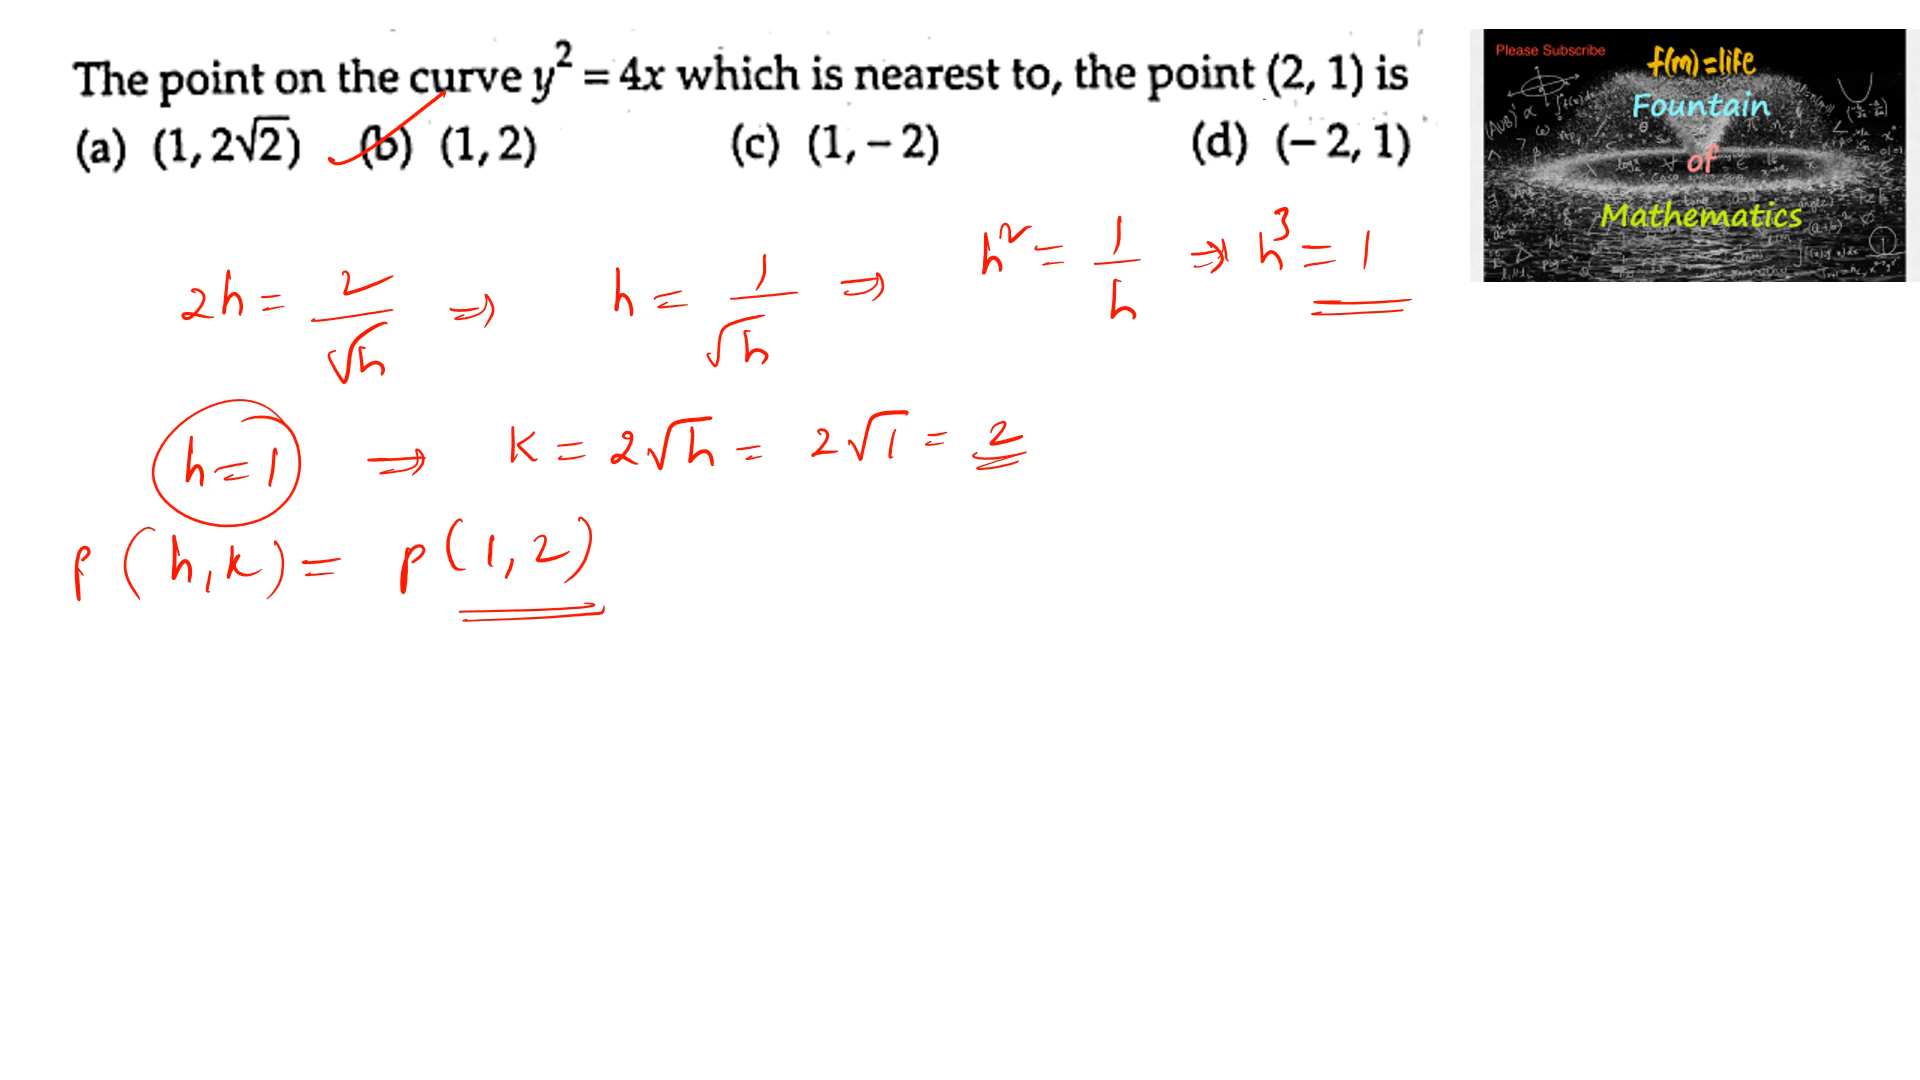 The point on the curve y² = 4x which is nearest to, the point (2, 1) is
(a) (1, 2√2) (b) (1, 2) (c) (1, – 2) (d) (– 2, 1)
2h = 2/√h ⇒ h = 1/√h ⇒ h² = 1/h ⇒ h³ = 1
h = 1 ⇒ k = 2√h = 2√1 = 2
P(h, k) = P(1, 2)
Please Subscribe
f(m)=life
Fountain
of
Mathematics